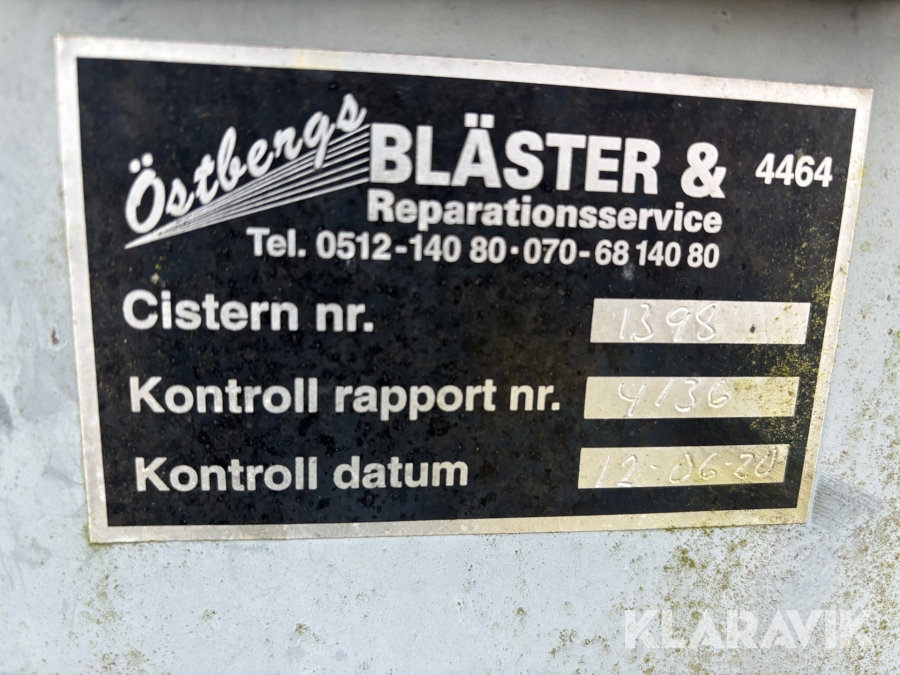 Östbergs BLÄSTER & 4464
Reparationsservice
Tel. 0512-140 80·070-68 140 80
Cistern nr. 1398
Kontroll rapport nr. 4136
Kontroll datum 12-06-20
KLARAVIK